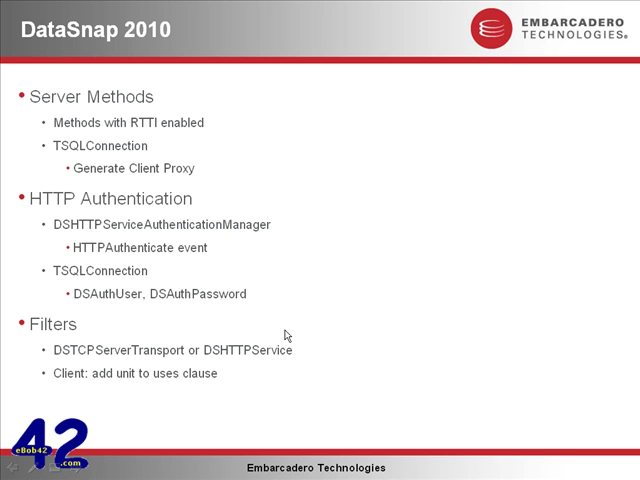 DataSnap 2010
EMBARCADERO
TECHNOLOGIES®
• Server Methods
• Methods with RTTI enabled
• TSQLConnection
• Generate Client Proxy
• HTTP Authentication
• DSHTTPServiceAuthenticationManager
• HTTPAuthenticate event
• TSQLConnection
• DSAuthUser, DSAuthPassword
• Filters
• DSTCPServerTransport or DSHTTPService
• Client: add unit to uses clause
42
eBob42
.com
Embarcadero Technologies